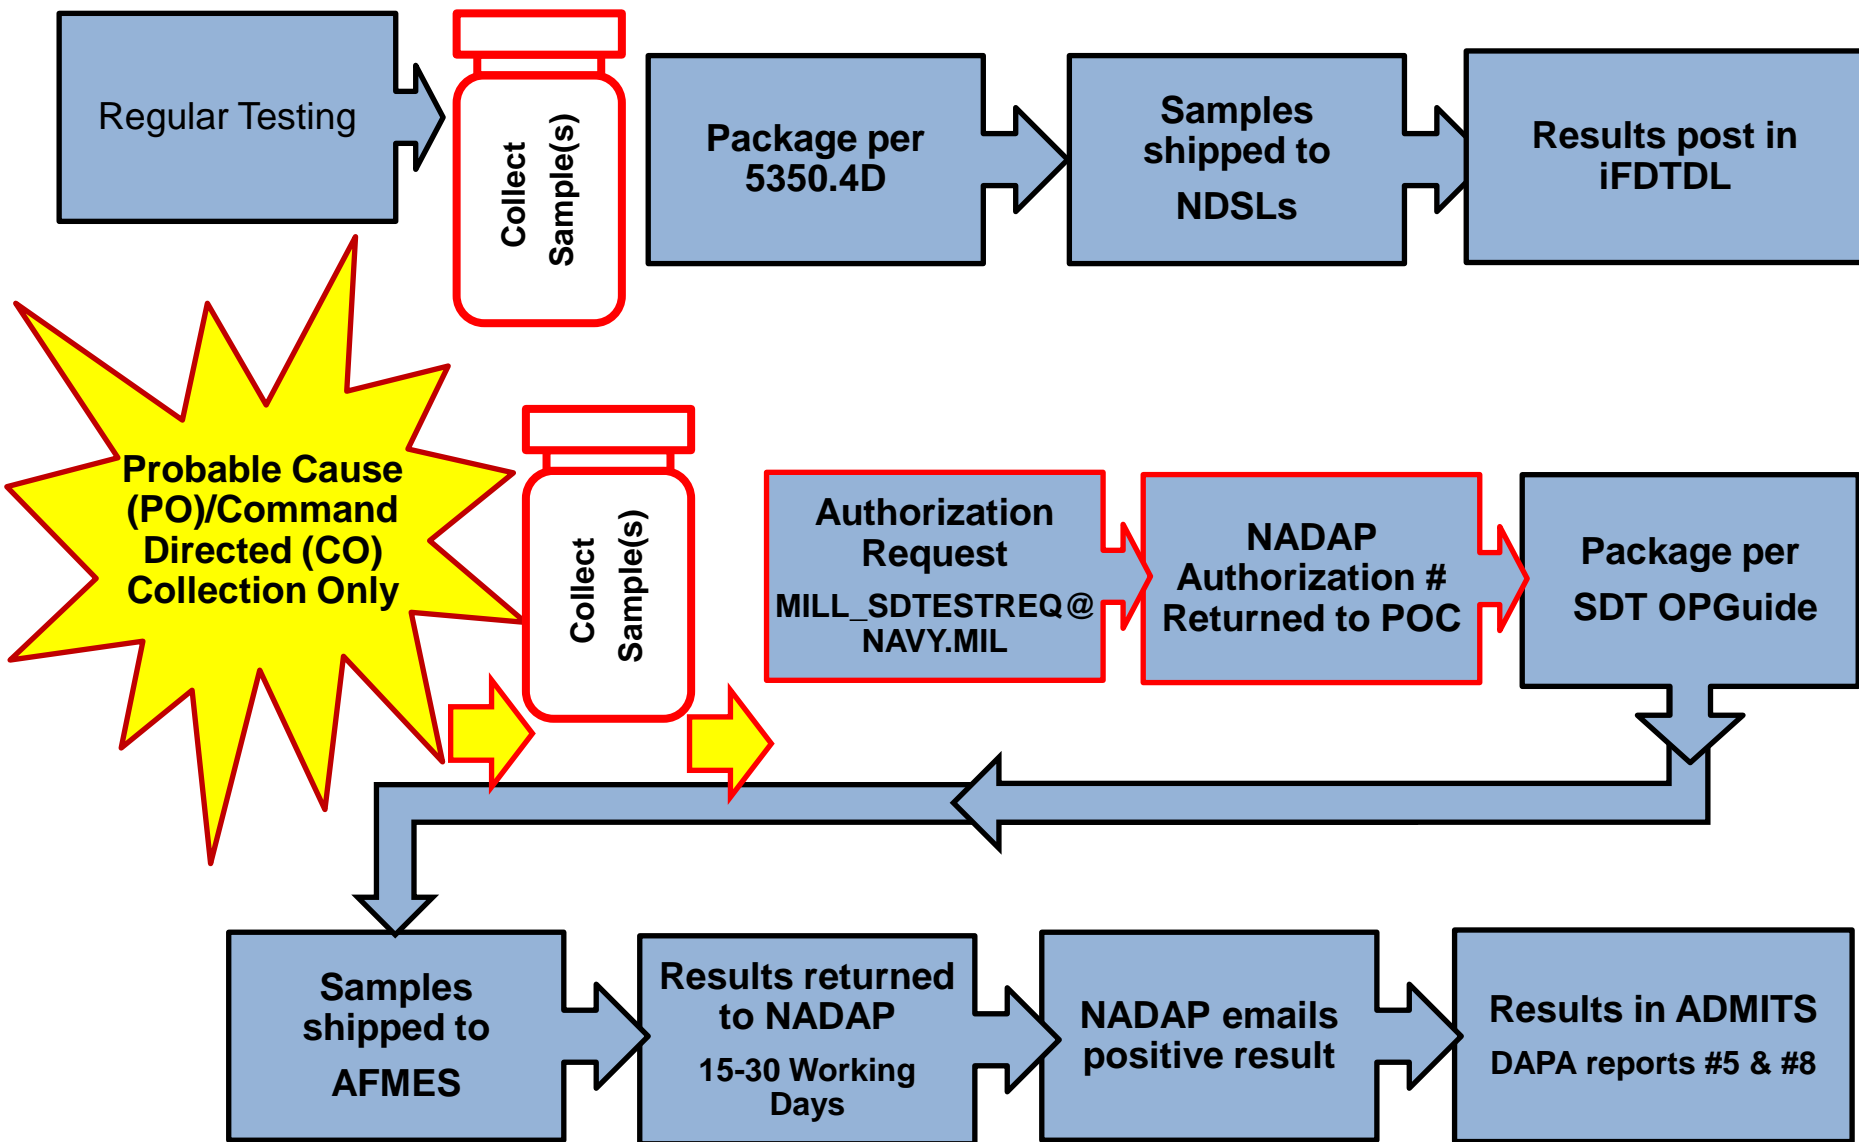 Regular Testing
Collect
Sample(s)
Package per
5350.4D
Samples
shipped to
NDSLs
Results post in
iFDTDL
Probable Cause
(PO)/Command
Directed (CO)
Collection Only
Collect
Sample(s)
Authorization
Request
MILL_SDTESTREQ@
NAVY.MIL
NADAP
Authorization #
Returned to POC
Package per
SDT OPGuide
Samples
shipped to
AFMES
Results returned
to NADAP
15-30 Working
Days
NADAP emails
positive result
Results in ADMITS
DAPA reports #5 & #8